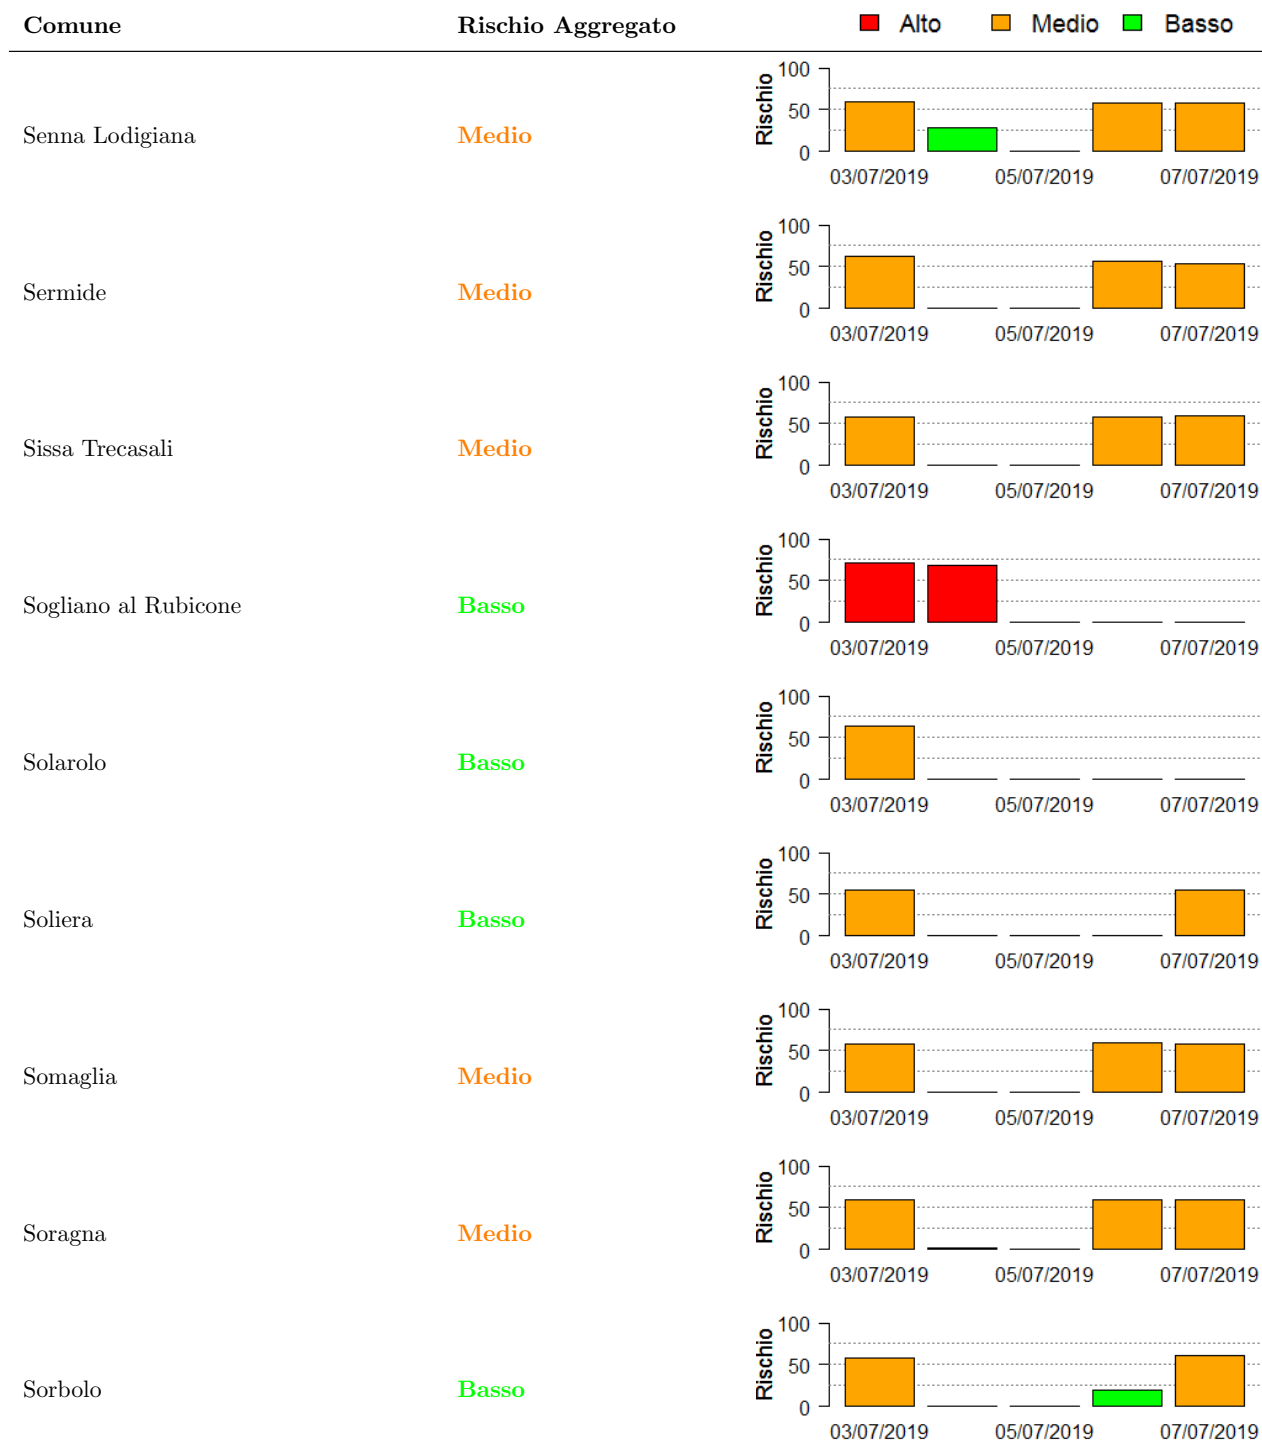 Comune Rischio Aggregato Alto Medio Basso
100
50
0
Rischio
Senna Lodigiana Medio
03/07/2019 05/07/2019 07/07/2019
100
50
0
Rischio
Sermide Medio
03/07/2019 05/07/2019 07/07/2019
100
50
0
Rischio
Sissa Trecasali Medio
03/07/2019 05/07/2019 07/07/2019
100
50
0
Rischio
Sogliano al Rubicone Basso
03/07/2019 05/07/2019 07/07/2019
100
50
0
Rischio
Solarolo Basso
03/07/2019 05/07/2019 07/07/2019
100
50
0
Rischio
Soliera Basso
03/07/2019 05/07/2019 07/07/2019
100
50
0
Rischio
Somaglia Medio
03/07/2019 05/07/2019 07/07/2019
100
50
0
Rischio
Soragna Medio
03/07/2019 05/07/2019 07/07/2019
100
50
0
Rischio
Sorbolo Basso
03/07/2019 05/07/2019 07/07/2019